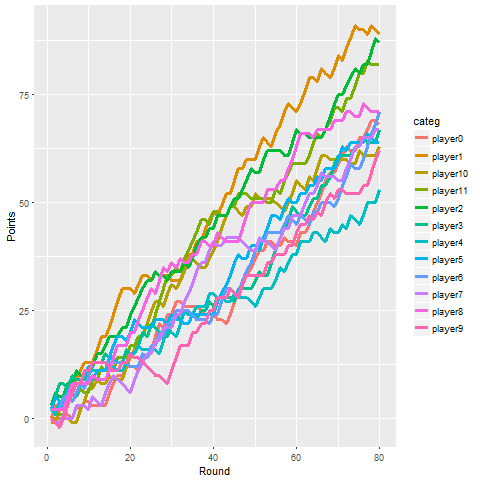 75
50
25
0
Points
0
20
40
60
80
Round
categ
player0
player1
player10
player11
player2
player3
player4
player5
player6
player7
player8
player9